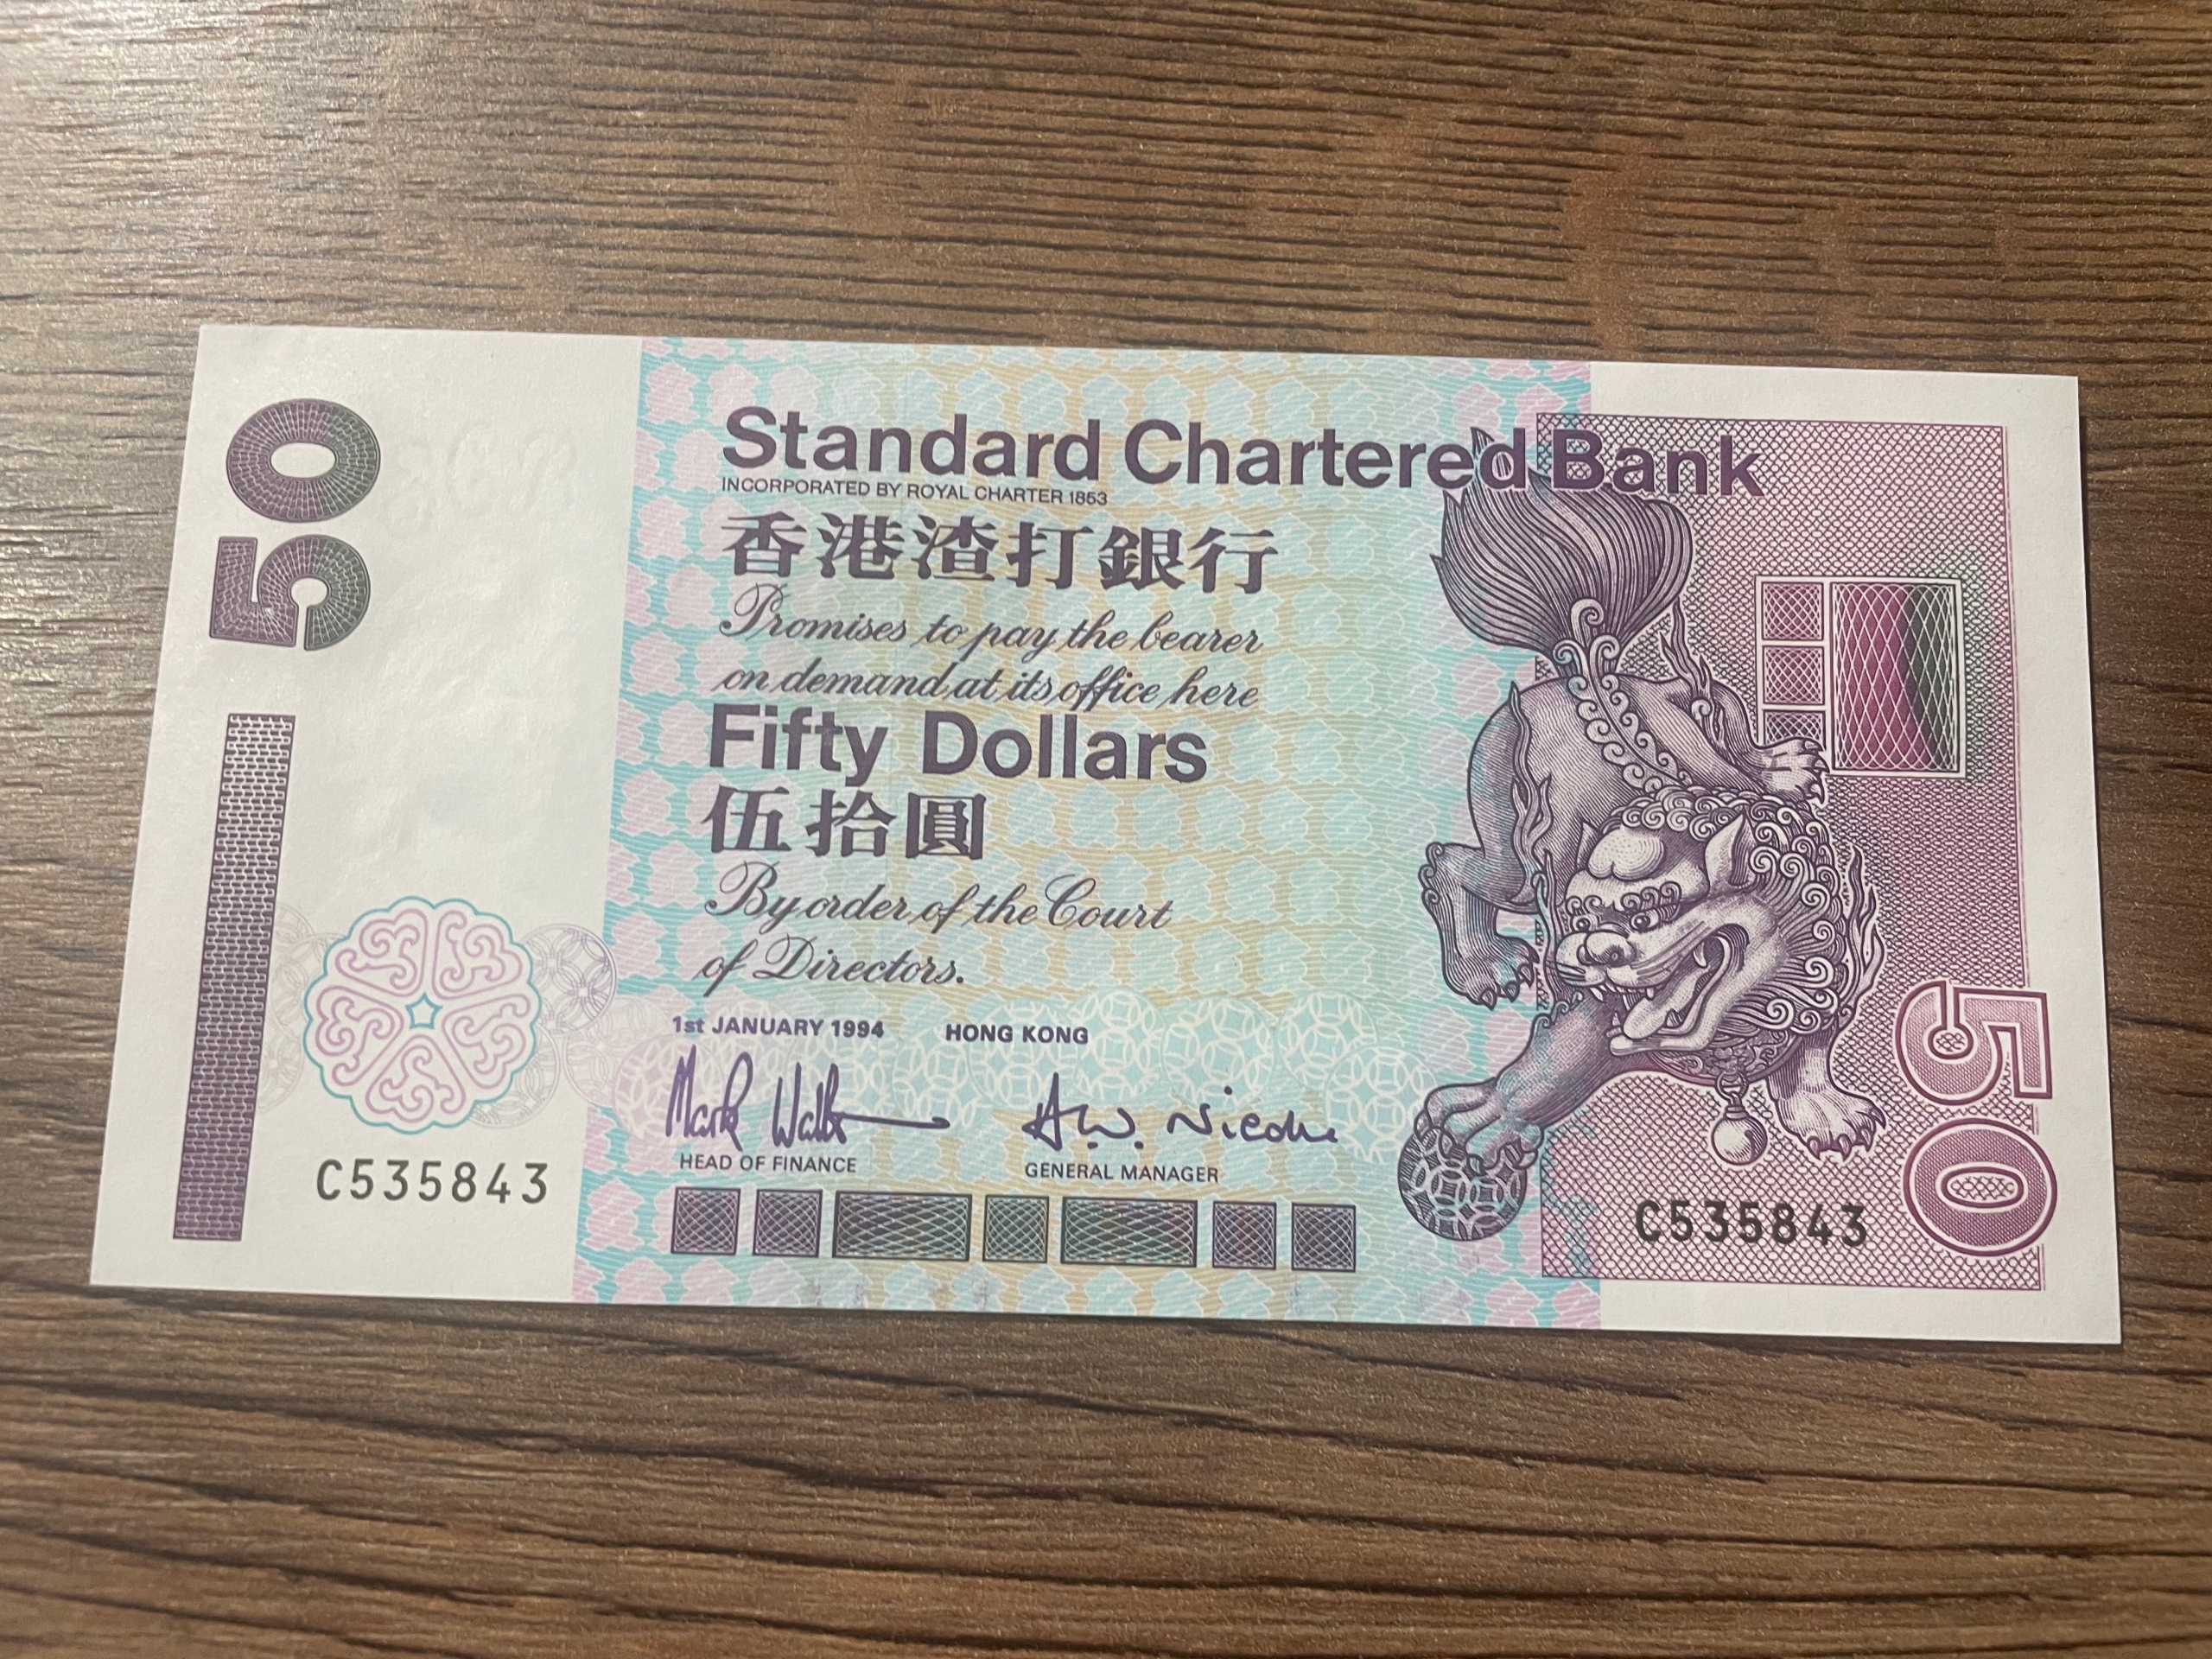 50
Standard Chartered Bank
INCORPORATED BY ROYAL CHARTER 1853
香港渣打銀行
Promises to pay the bearer
on demand at its office here
Fifty Dollars
伍拾圓
By order of the Court
of Directors.
1st JANUARY 1994 HONG KONG
HEAD OF FINANCE GENERAL MANAGER
C535843
C535843
50